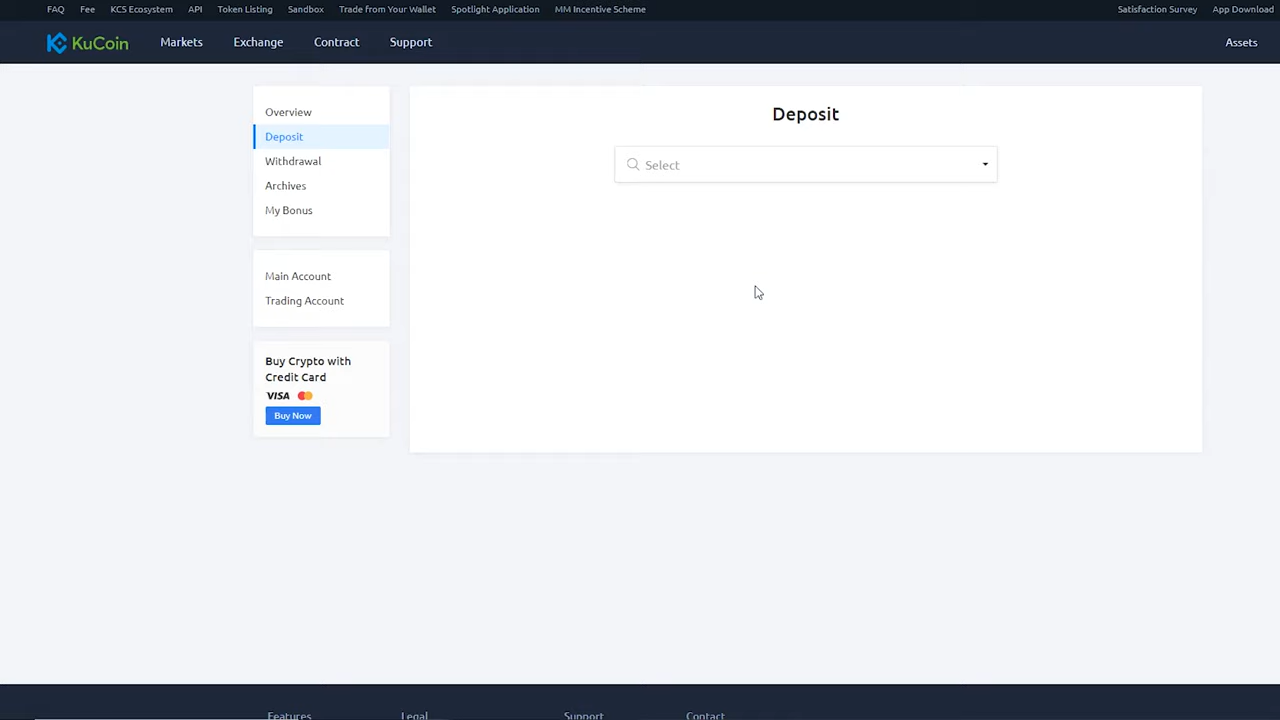 FAQ Fee KCS Ecosystem API Token Listing Sandbox Trade from Your Wallet Spotlight Application MM Incentive Scheme Satisfaction Survey App Download
KuCoin Markets Exchange Contract Support Assets
Overview
Deposit
Withdrawal
Archives
My Bonus
Main Account
Trading Account
Buy Crypto with
Credit Card
VISA
Buy Now
Deposit
Select
Features Legal Support Contact